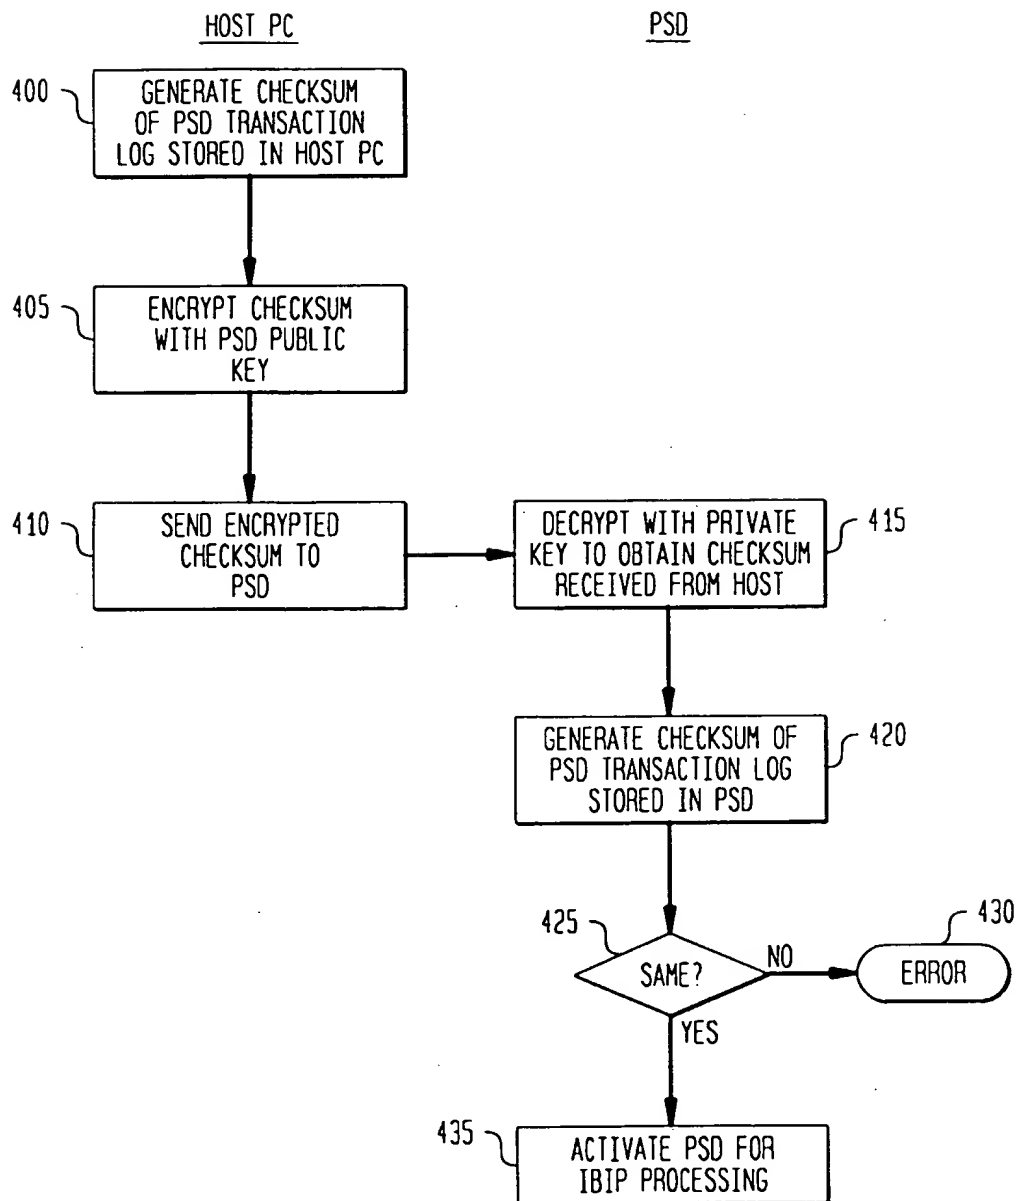 HOST PC
PSD
400
GENERATE CHECKSUM
OF PSD TRANSACTION
LOG STORED IN HOST PC
405
ENCRYPT CHECKSUM
WITH PSD PUBLIC
KEY
410
SEND ENCRYPTED
CHECKSUM TO
PSD
DECRYPT WITH PRIVATE
KEY TO OBTAIN CHECKSUM
RECEIVED FROM HOST
415
GENERATE CHECKSUM OF
PSD TRANSACTION LOG
STORED IN PSD
420
425
SAME?
NO
430
ERROR
YES
435
ACTIVATE PSD FOR
IBIP PROCESSING